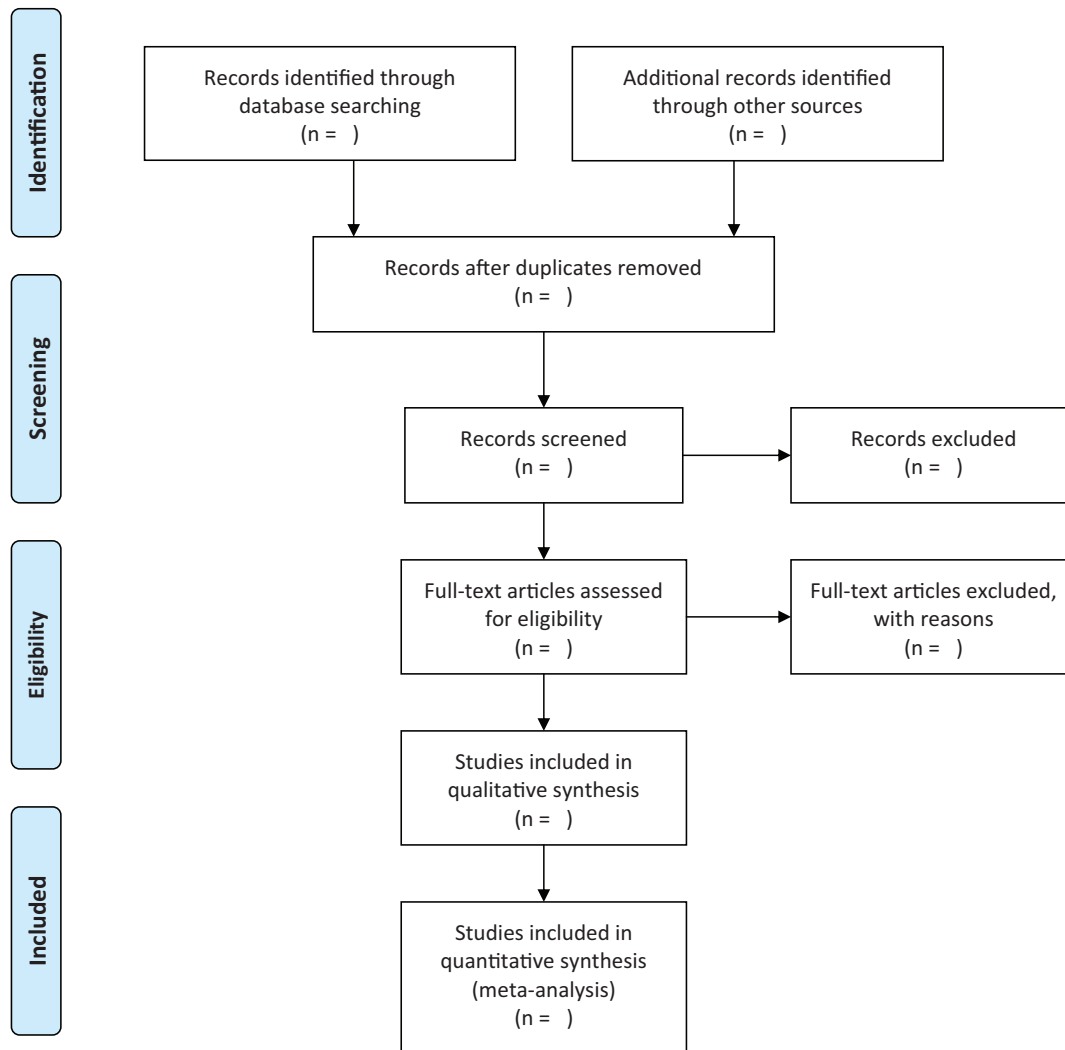 Identification
Records identified through
database searching
(n =   )
Additional records identified
through other sources
(n =   )
Records after duplicates removed
(n =   )
Screening
Records screened
(n =   )
Records excluded
(n =   )
Eligibility
Full-text articles assessed
for eligibility
(n =   )
Full-text articles excluded,
with reasons
(n =   )
Studies included in
qualitative synthesis
(n =   )
Included
Studies included in
quantitative synthesis
(meta-analysis)
(n =   )